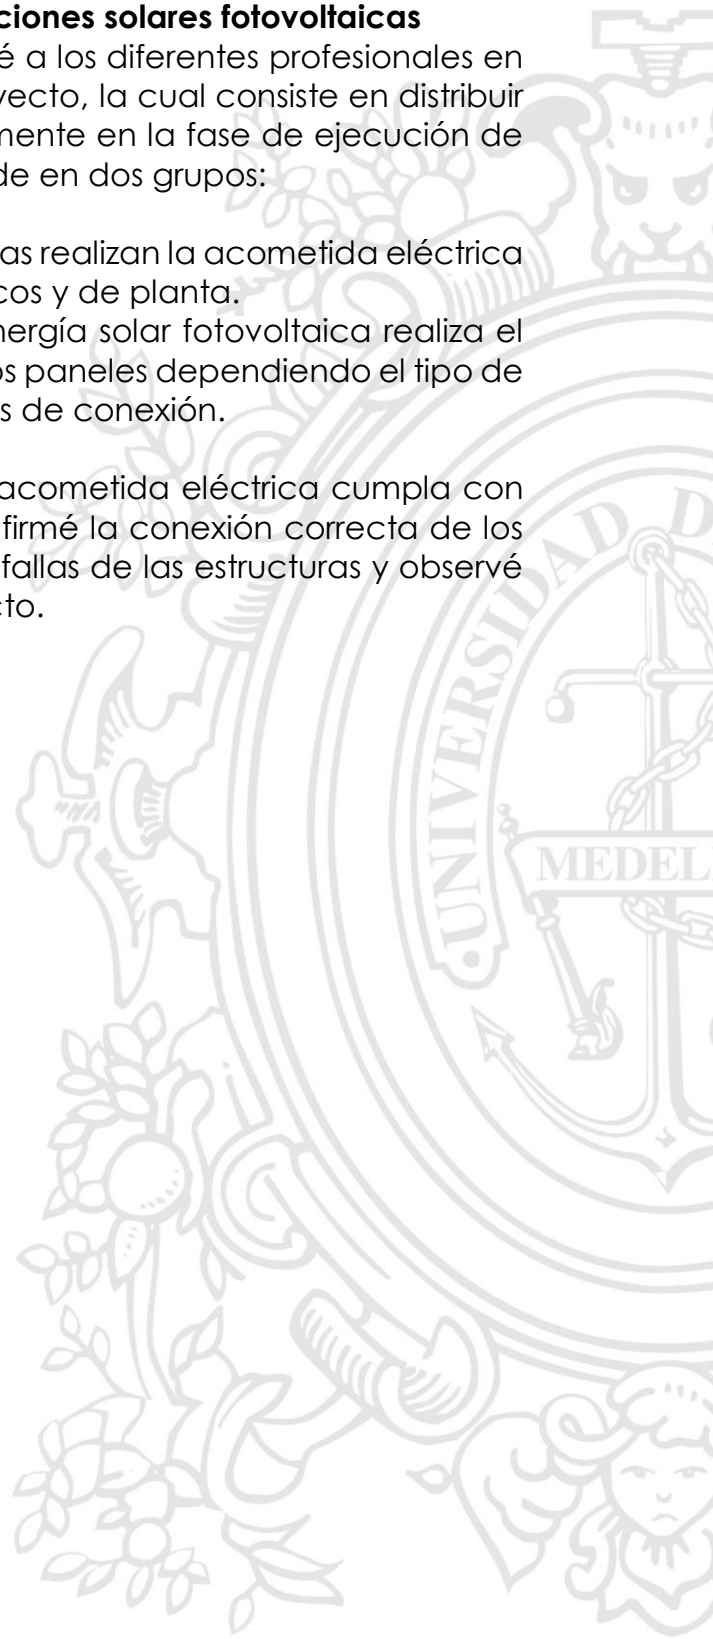 ciones solares fotovoltaicas
é a los diferentes profesionales en
yecto, la cual consiste en distribuir
mente en la fase de ejecución de
de en dos grupos:
as realizan la acometida eléctrica
cos y de planta.
nergía solar fotovoltaica realiza el
os paneles dependiendo el tipo de
s de conexión.
acometida eléctrica cumpla con
firmé la conexión correcta de los
fallas de las estructuras y observé
cto.
UNIVERSIDAD D
MEDEL